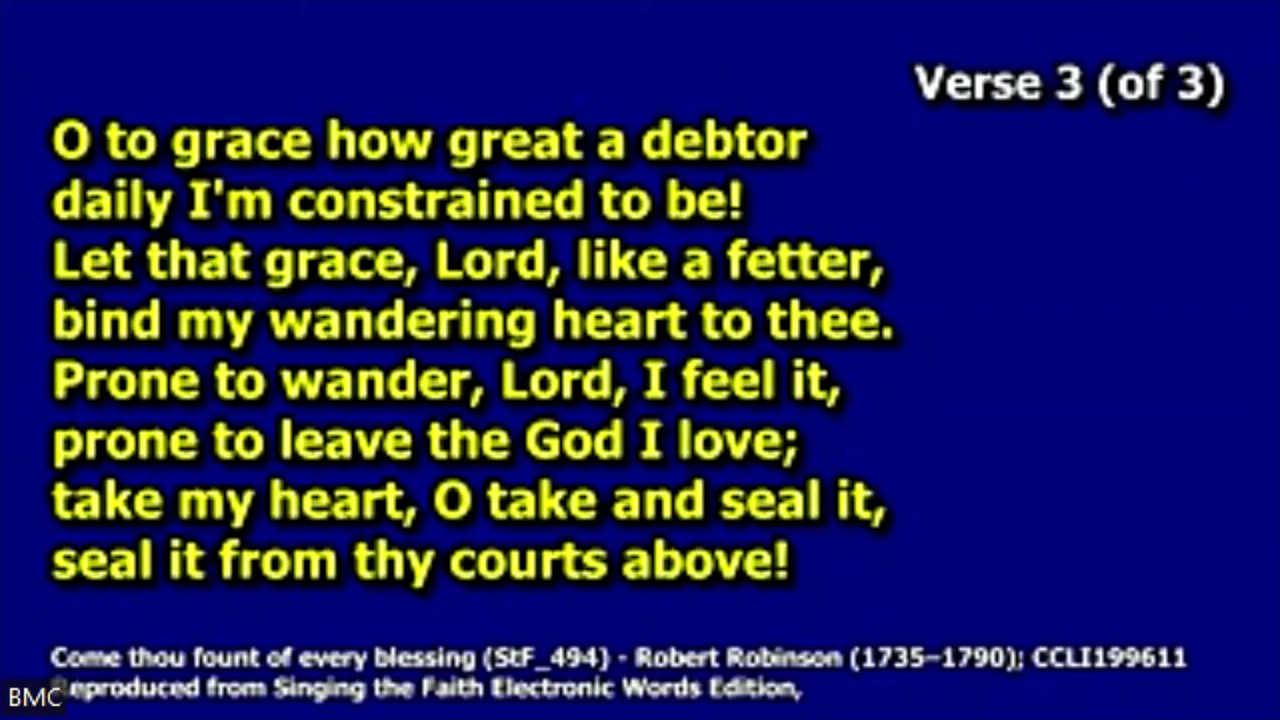 Verse 3 (of 3)
O to grace how great a debtor
daily I'm constrained to be!
Let that grace, Lord, like a fetter,
bind my wandering heart to thee.
Prone to wander, Lord, I feel it,
prone to leave the God I love;
take my heart, O take and seal it,
seal it from thy courts above!
Come thou fount of every blessing (StF_494) - Robert Robinson (1735–1790); CCLI199611
eproduced from Singing the Faith Electronic Words Edition,
BMC